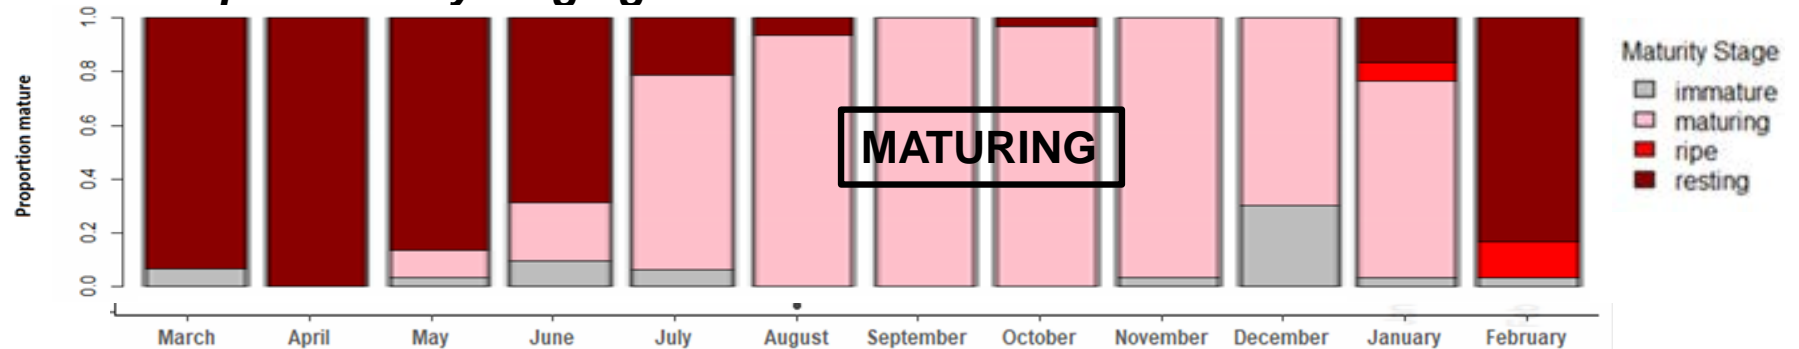 1.0
0.8
0.6
0.4
0.2
0.0
Proportion mature
MATURING
Maturity Stage
immature
maturing
ripe
resting
March April May June July August September October November December January February